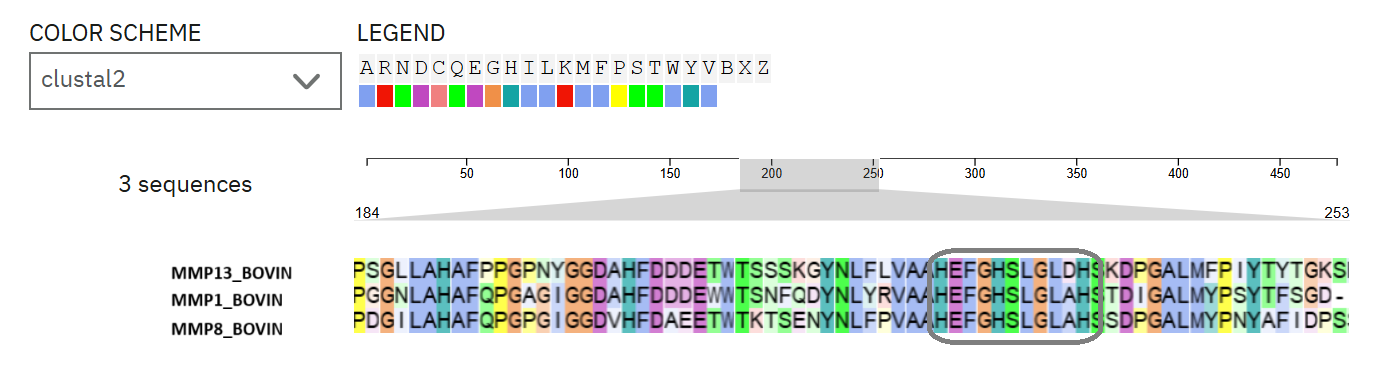 COLOR SCHEME LEGEND
clustal2
A R N D C Q E G H I L K M F P S T W Y V B X Z
3 sequences
50 100 150 200 250 300 350 400 450
184 253
MMP13_BOVIN PSGLLAHAFPPGPNYGGDAHFDDDETWTSSSKGYNLFLVAAHEFGHSLGLDHSKDPGALMFPIYTYTGKS
MMP1_BOVIN PGGNLAHAFQPGAGIGGDAHFDDDEWWTSNFQDYNLYRVAAHEFGHSLGLAHSTDIGALMYPSYTFSGD-
MMP8_BOVIN PDGILAHAFQPGPGIGGDVHFDAEETWTKTSENYNLFPVAAHEFGHSLGLAHSSDPGALMYPNYAFIDPS